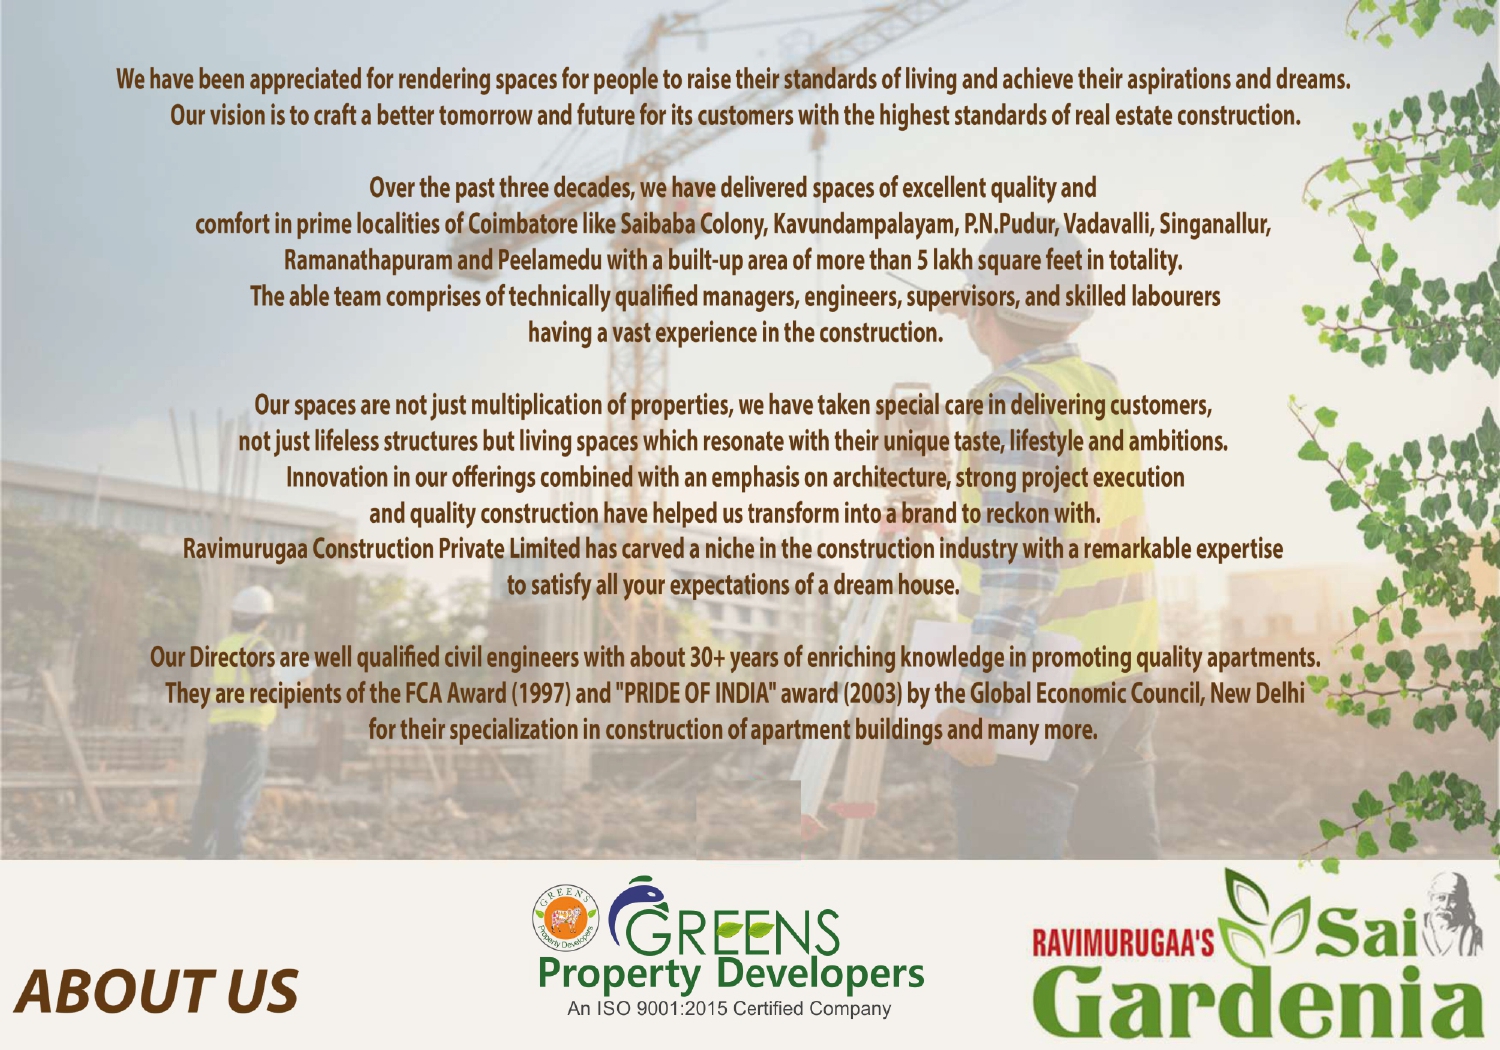 We have been appreciated for rendering spaces for people to raise their standards of living and achieve their aspirations and dreams.
Our vision is to craft a better tomorrow and future for its customers with the highest standards of real estate construction.
Over the past three decades, we have delivered spaces of excellent quality and
comfort in prime localities of Coimbatore like Saibaba Colony, Kavundampalayam, P.N.Pudur, Vadavalli, Singanallur,
Ramanathapuram and Peelamedu with a built-up area of more than 5 lakh square feet in totality.
The able team comprises of technically qualified managers, engineers, supervisors, and skilled labourers
having a vast experience in the construction.
Our spaces are not just multiplication of properties, we have taken special care in delivering customers,
not just lifeless structures but living spaces which resonate with their unique taste, lifestyle and ambitions.
Innovation in our offerings combined with an emphasis on architecture, strong project execution
and quality construction have helped us transform into a brand to reckon with.
Ravimurugaa Construction Private Limited has carved a niche in the construction industry with a remarkable expertise
to satisfy all your expectations of a dream house.
Our Directors are well qualified civil engineers with about 30+ years of enriching knowledge in promoting quality apartments.
They are recipients of the FCA Award (1997) and "PRIDE OF INDIA" award (2003) by the Global Economic Council, New Delhi
for their specialization in construction of apartment buildings and many more.
ABOUT US
GREENS
Property Developers
GREENS
Property Developers
An ISO 9001:2015 Certified Company
RAVIMURUGAA'S Sai
Gardenia